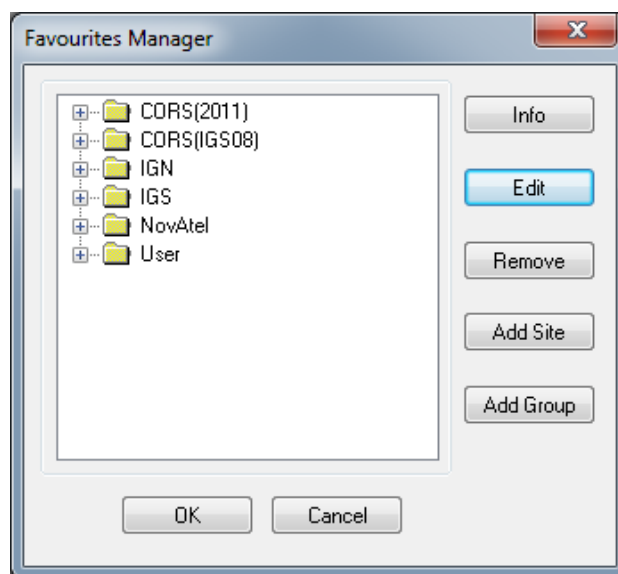 Favourites Manager
CORS(2011)
CORS(IGS08)
IGN
IGS
NovAtel
User
Info
Edit
Remove
Add Site
Add Group
OK
Cancel